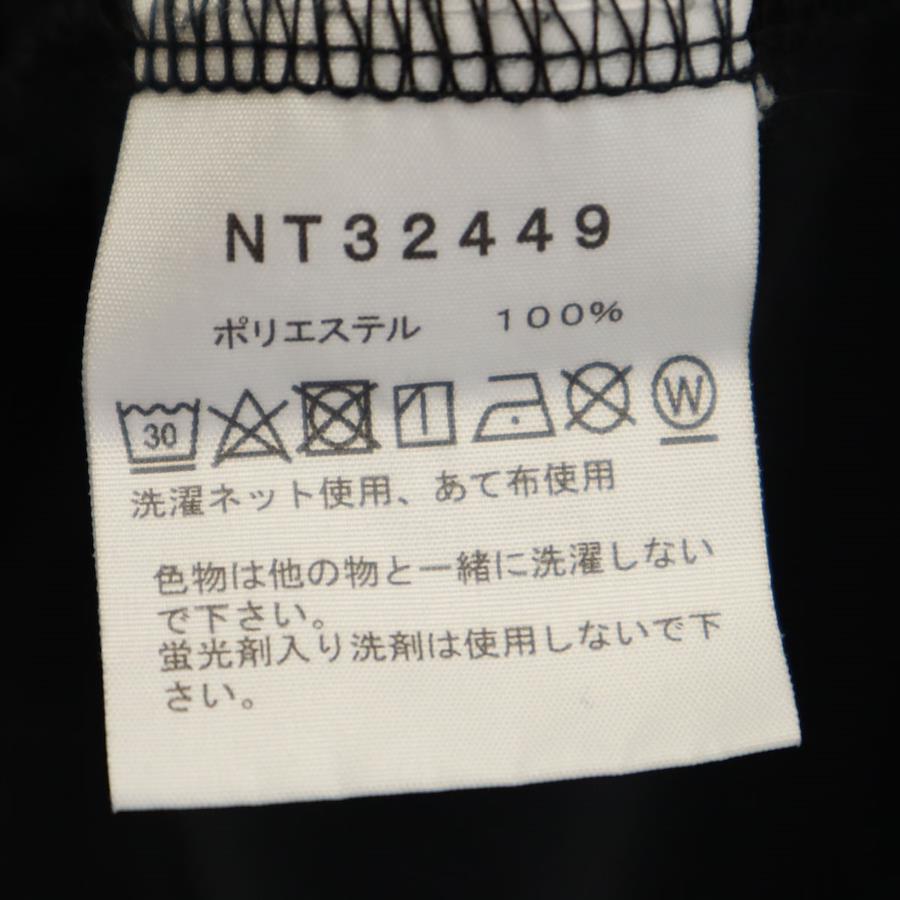 NT32449
ポリエステル 100%
30 W
洗濯ネット使用、あて布使用
色物は他の物と一緒に洗濯しない
で下さい。
蛍光剤入り洗剤は使用しないで下
さい。